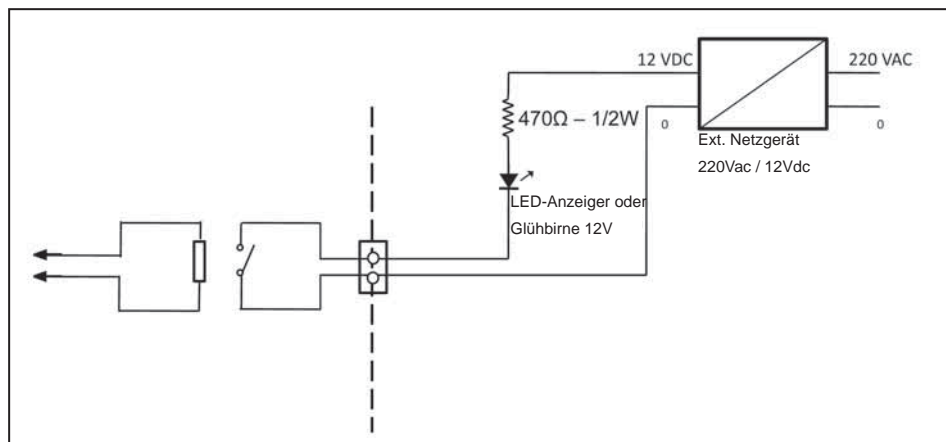 12 VDC
220 VAC
470Ω – 1/2W
0
0
Ext. Netzgerät
220Vac / 12Vdc
LED-Anzeiger oder
Glühbirne 12V